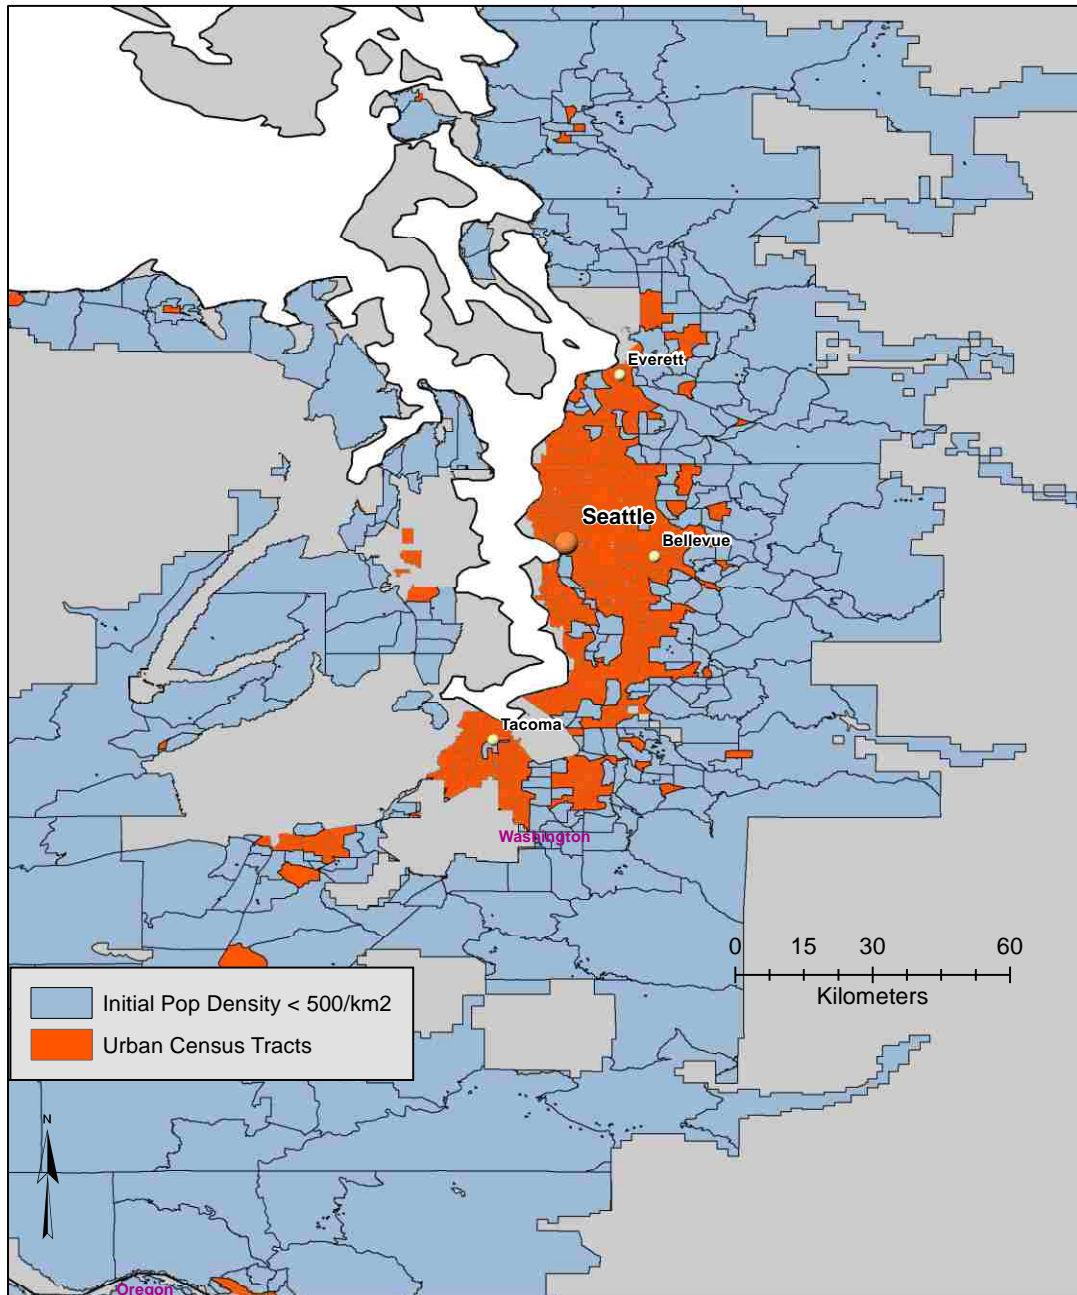 Everett
Seattle
Bellevue
Tacoma
Washington
0 15 30 60
Kilometers
Initial Pop Density < 500/km2
Urban Census Tracts
N
Oregon